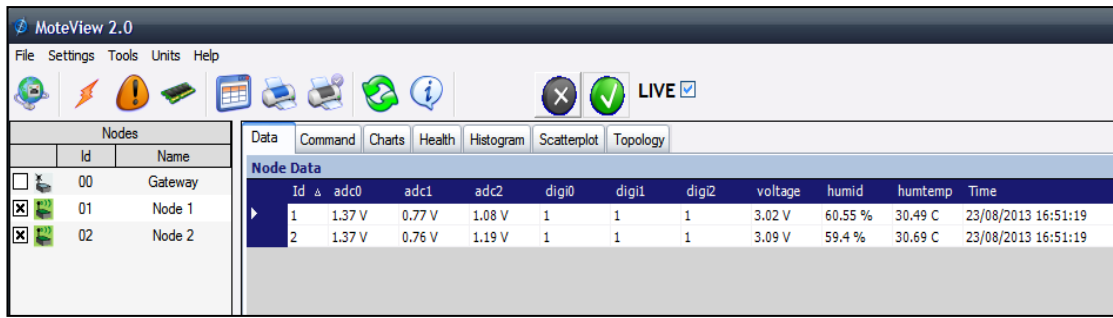 MoteView 2.0
File Settings Tools Units Help
LIVE
Nodes
Id Name
00 Gateway
01 Node 1
02 Node 2
Data Command Charts Health Histogram Scatterplot Topology
Node Data
Id adc0 adc1 adc2 digi0 digi1 digi2 voltage humid humtemp Time
1 1.37 V 0.77 V 1.08 V 1 1 1 3.02 V 60.55 % 30.49 C 23/08/2013 16:51:19
2 1.37 V 0.76 V 1.19 V 1 1 1 3.09 V 59.4 % 30.69 C 23/08/2013 16:51:19